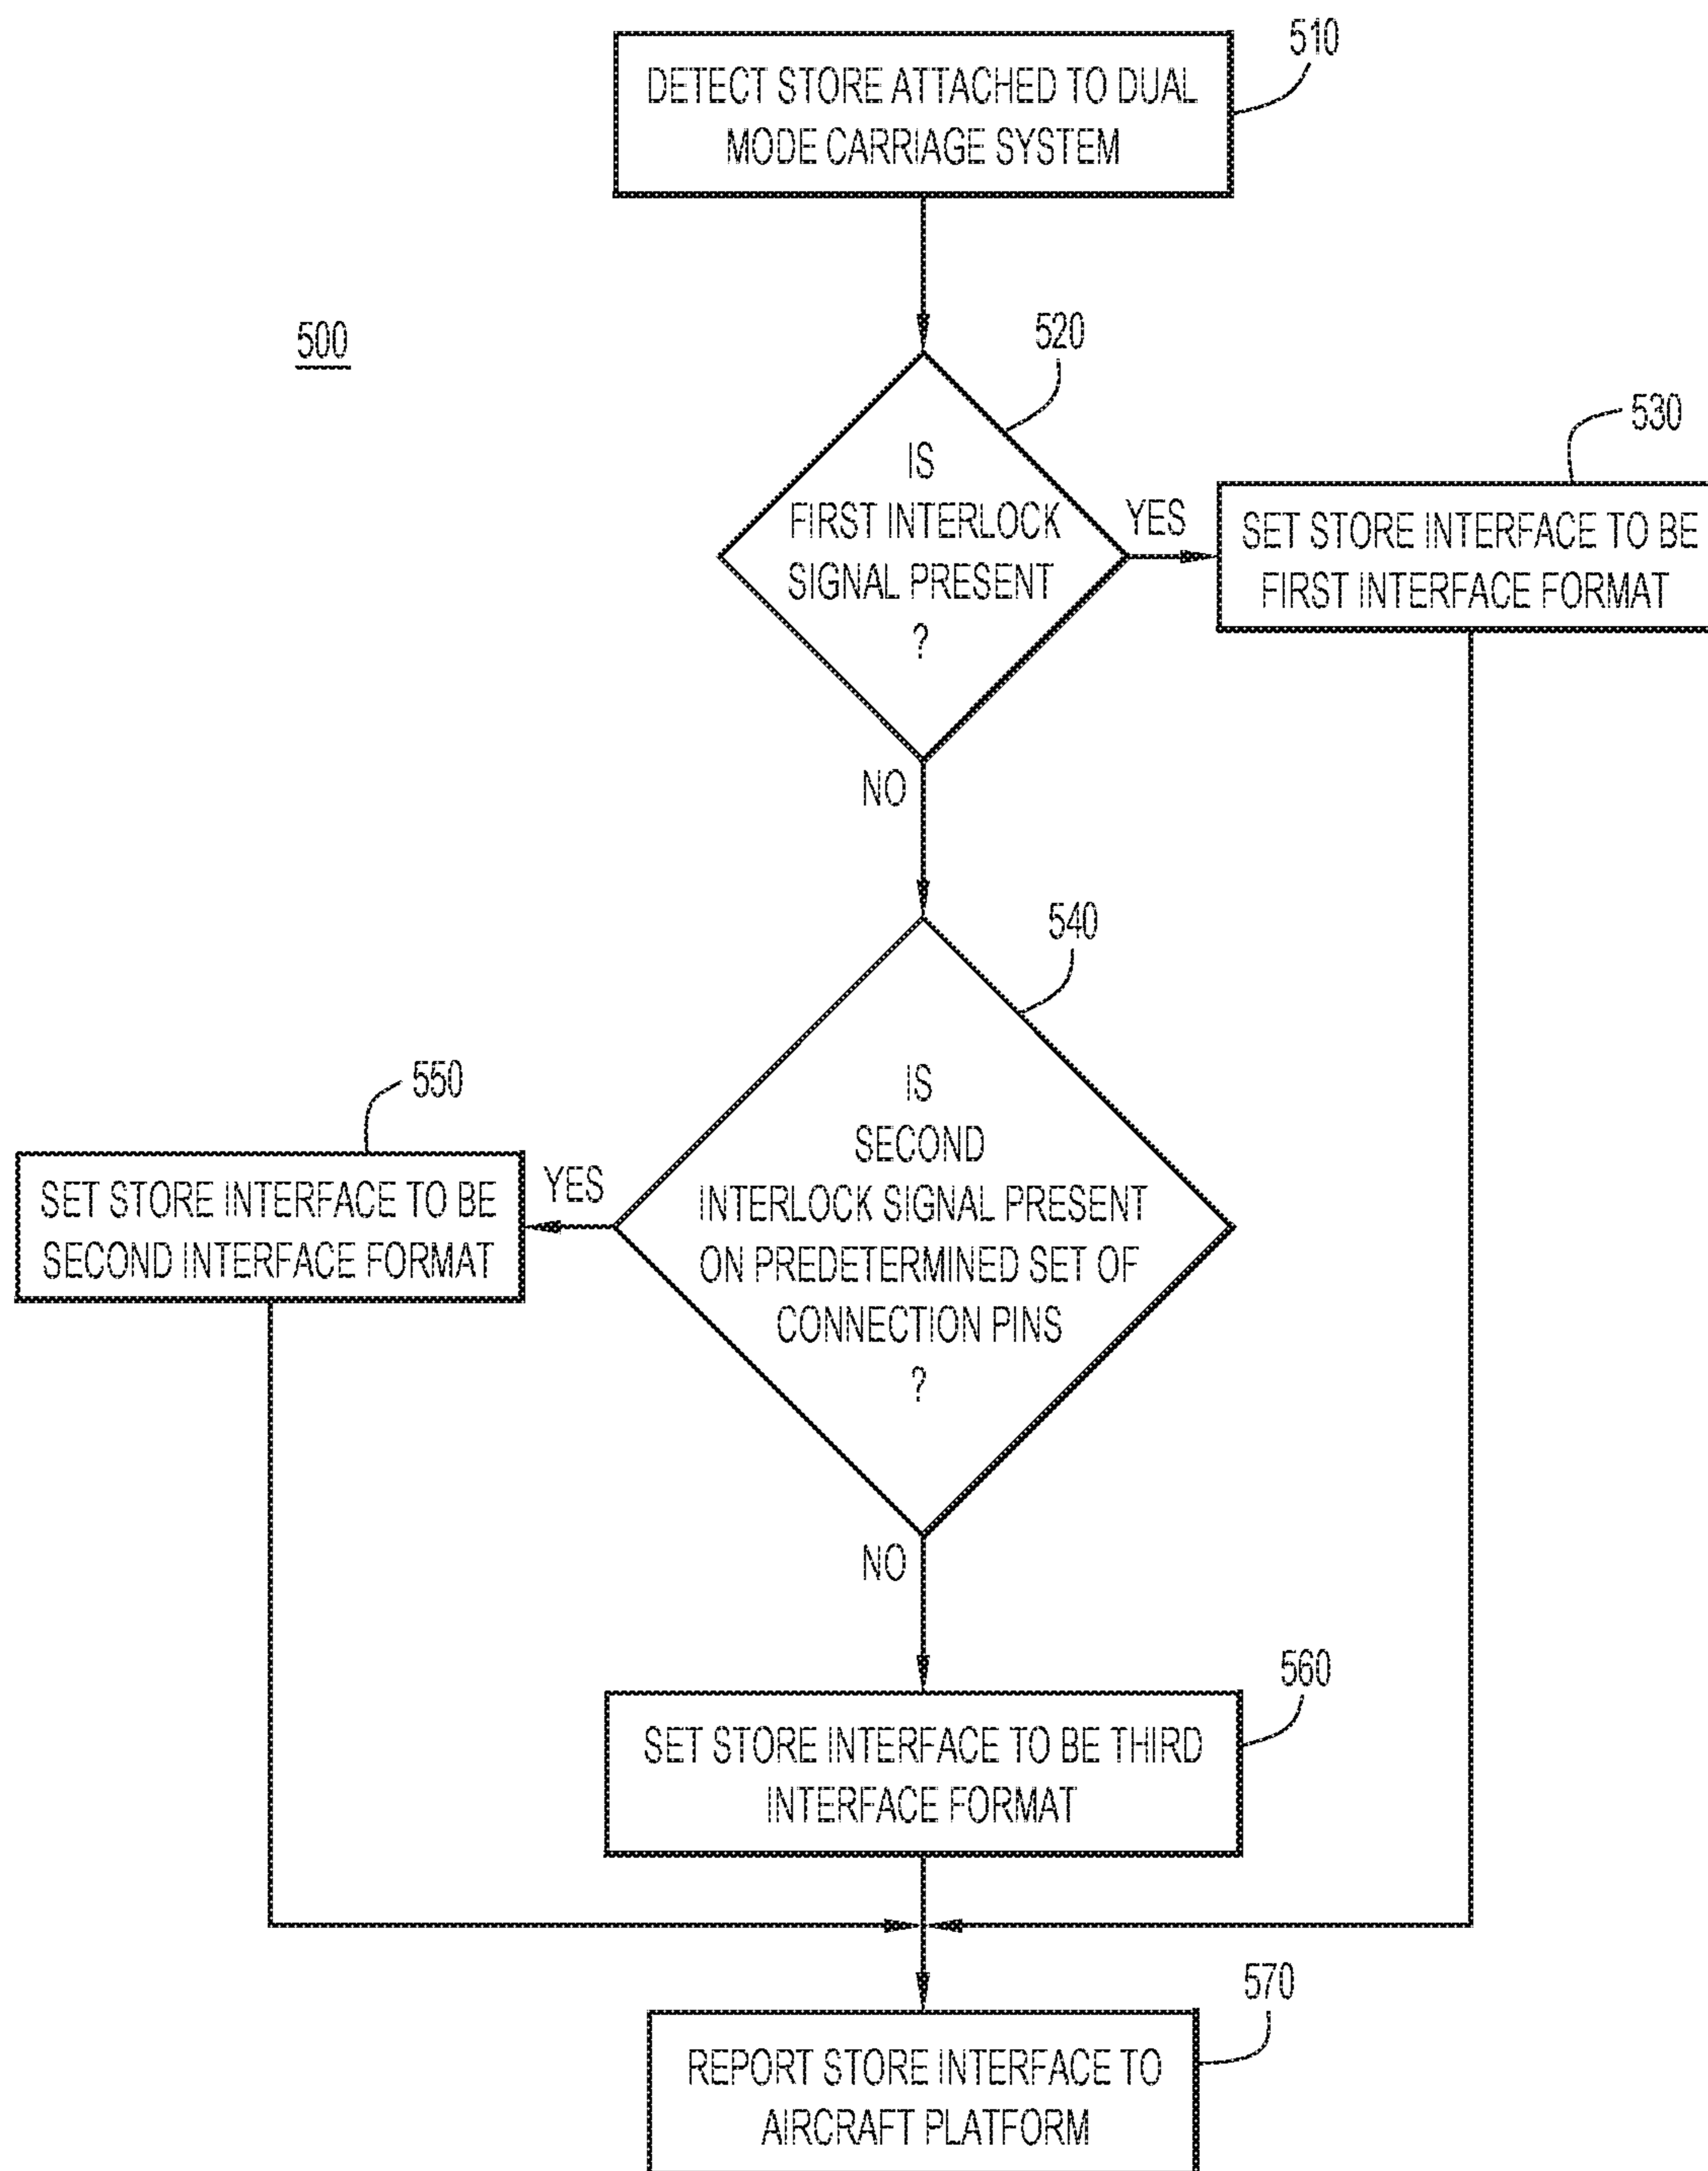 510
DETECT STORE ATTACHED TO DUAL
MODE CARRIAGE SYSTEM
500
520
IS
FIRST INTERLOCK
SIGNAL PRESENT
?
YES
530
SET STORE INTERFACE TO BE
FIRST INTERFACE FORMAT
NO
540
IS
SECOND
INTERLOCK SIGNAL PRESENT
ON PREDETERMINED SET OF
CONNECTION PINS
?
YES
550
SET STORE INTERFACE TO BE
SECOND INTERFACE FORMAT
NO
560
SET STORE INTERFACE TO BE THIRD
INTERFACE FORMAT
570
REPORT STORE INTERFACE TO
AIRCRAFT PLATFORM